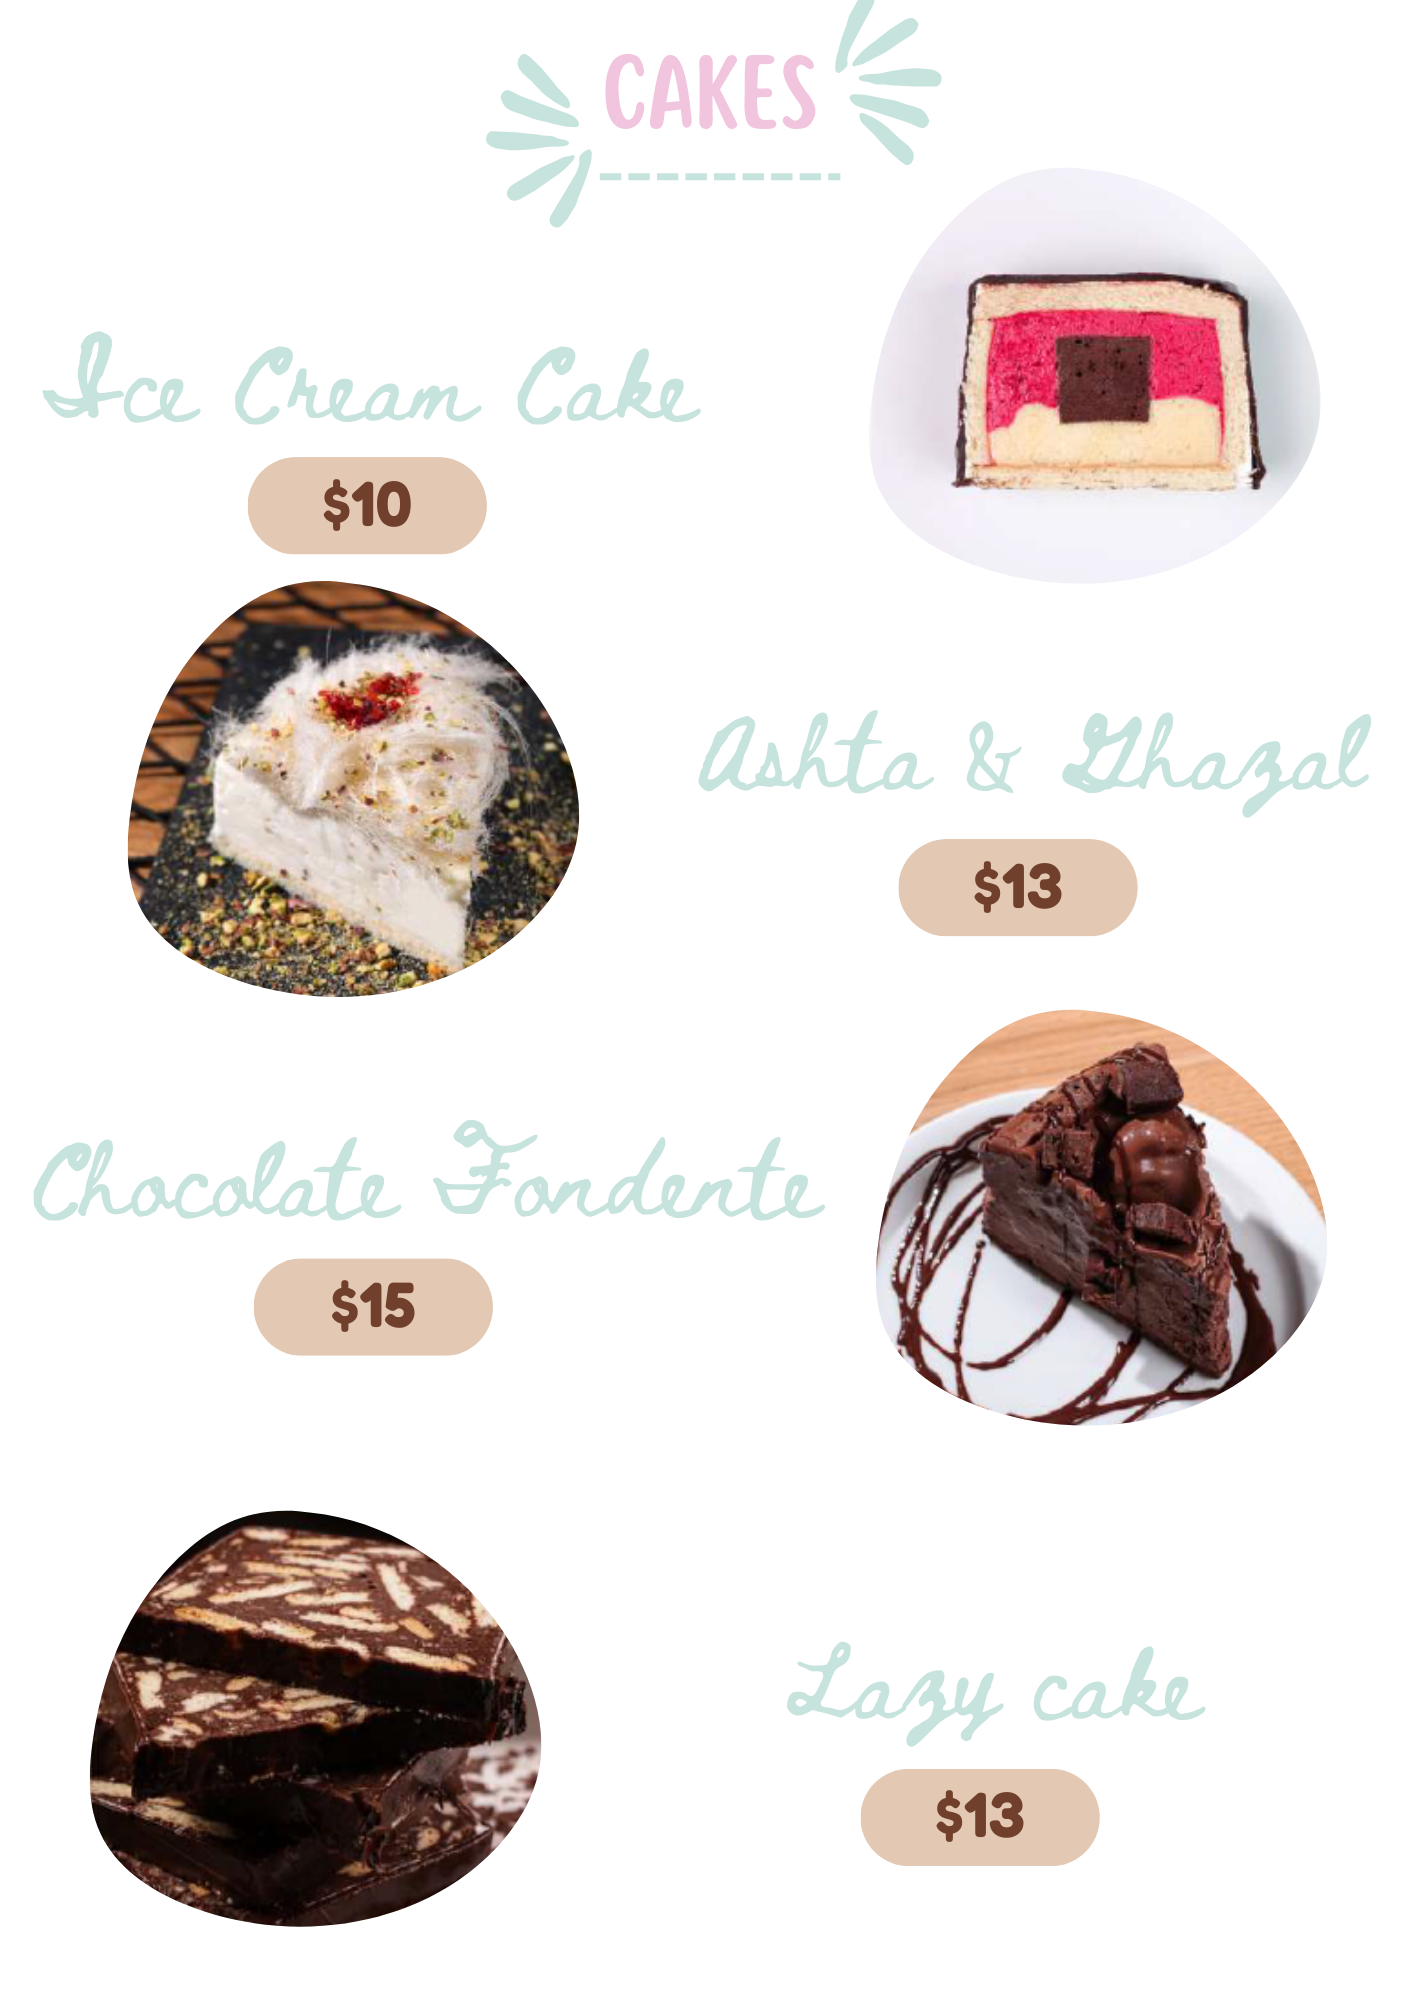 CAKES
Ice Cream Cake
$10
Ashta & Ghazal
$13
Chocolate Fondente
$15
Lazy cake
$13